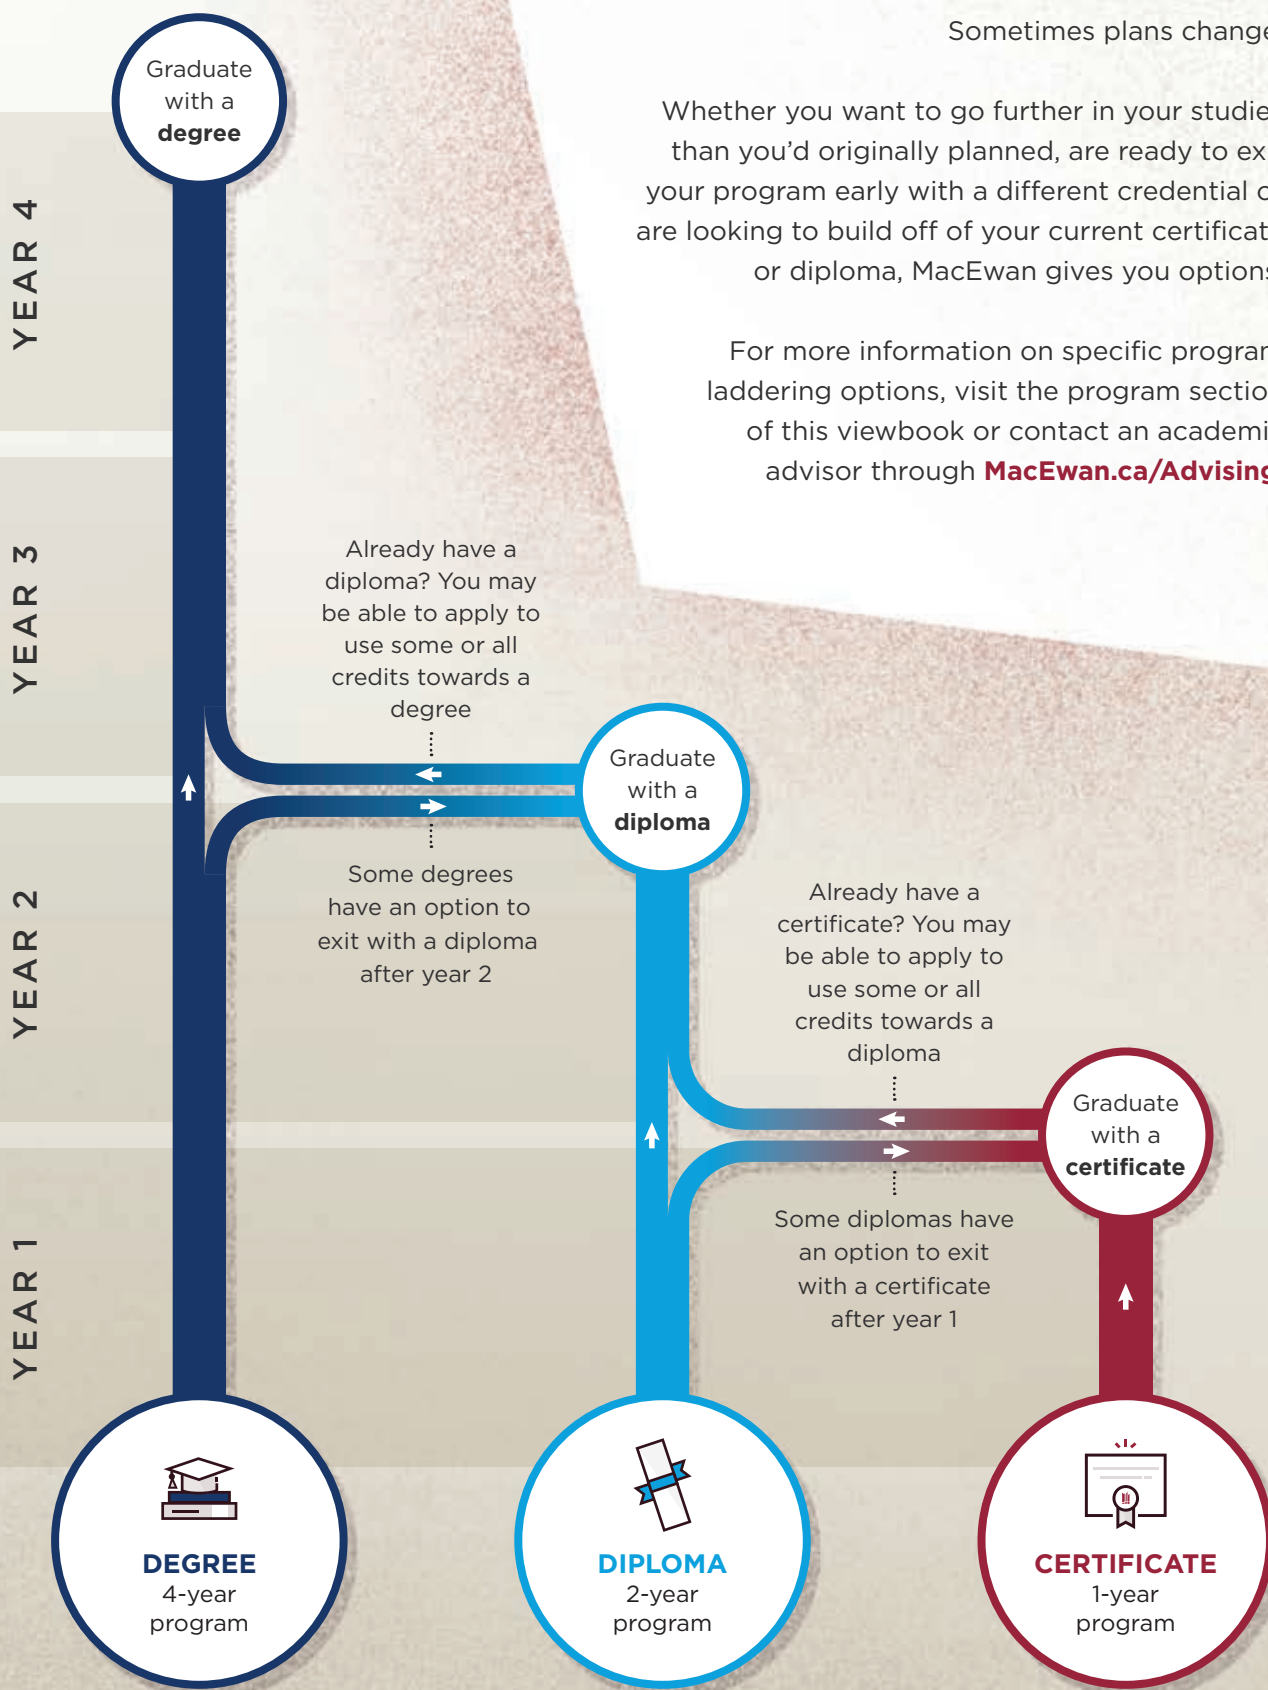 Sometimes plans change
Whether you want to go further in your studie
than you’d originally planned, are ready to ex
your program early with a different credential o
are looking to build off of your current certificat
or diploma, MacEwan gives you options
For more information on specific program
laddering options, visit the program section
of this viewbook or contact an academi
advisor through MacEwan.ca/Advising
Graduate
with a
degree
YEAR 4
YEAR 3
YEAR 2
YEAR 1
Already have a
diploma? You may
be able to apply to
use some or all
credits towards a
degree
Graduate
with a
diploma
Some degrees
have an option to
exit with a diploma
after year 2
Already have a
certificate? You may
be able to apply to
use some or all
credits towards a
diploma
Graduate
with a
certificate
Some diplomas have
an option to exit
with a certificate
after year 1
DEGREE
4-year
program
DIPLOMA
2-year
program
CERTIFICATE
1-year
program